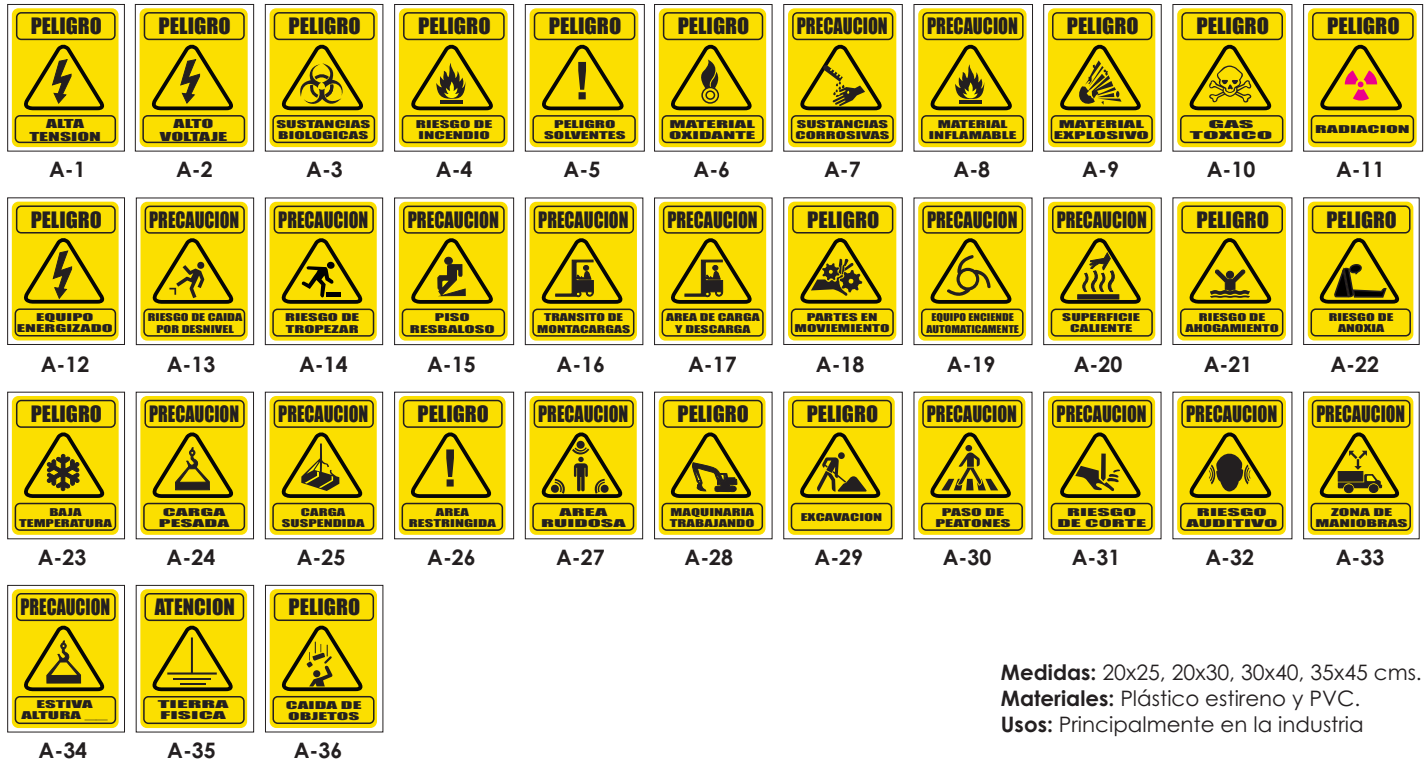 PELIGRO
ALTA
TENSION
A-1
PELIGRO
ALTO
VOLTAJE
A-2
PELIGRO
SUSTANCIAS
BIOLOGICAS
A-3
PELIGRO
RIESGO DE
INCENDIO
A-4
PELIGRO
PELIGRO
SOLVENTES
A-5
PELIGRO
MATERIAL
OXIDANTE
A-6
PRECAUCION
SUSTANCIAS
CORROSIVAS
A-7
PRECAUCION
MATERIAL
INFLAMABLE
A-8
PELIGRO
MATERIAL
EXPLOSIVO
A-9
PELIGRO
GAS
TOXICO
A-10
PELIGRO
RADIACION
A-11
PELIGRO
EQUIPO
ENERGIZADO
A-12
PRECAUCION
RIESGO DE CAIDA
POR DESNIVEL
A-13
PRECAUCION
RIESGO DE
TROPEZAR
A-14
PRECAUCION
PISO
RESBALOSO
A-15
PRECAUCION
TRANSITO DE
MONTACARGAS
A-16
PRECAUCION
AREA DE CARGA
Y DESCARGA
A-17
PELIGRO
PARTES EN
MOVIEMIENTO
A-18
PRECAUCION
EQUIPO ENCIENDE
AUTOMATICAMENTE
A-19
PRECAUCION
SUPERFICIE
CALIENTE
A-20
PELIGRO
RIESGO DE
AHOGAMIENTO
A-21
PELIGRO
RIESGO DE
ANOXIA
A-22
PELIGRO
BAJA
TEMPERATURA
A-23
PRECAUCION
CARGA
PESADA
A-24
PRECAUCION
CARGA
SUSPENDIDA
A-25
PELIGRO
AREA
RESTRINGIDA
A-26
PRECAUCION
AREA
RUIDOSA
A-27
PELIGRO
MAQUINARIA
TRABAJANDO
A-28
PELIGRO
EXCAVACION
A-29
PRECAUCION
PASO DE
PEATONES
A-30
PRECAUCION
RIESGO
DE CORTE
A-31
PRECAUCION
RIESGO
AUDITIVO
A-32
PRECAUCION
ZONA DE
MANIOBRAS
A-33
PRECAUCION
ESTIVA
ALTURA ___
A-34
ATENCION
TIERRA
FISICA
A-35
PELIGRO
CAIDA DE
OBJETOS
A-36
Medidas: 20x25, 20x30, 30x40, 35x45 cms.
Materiales: Plástico estireno y PVC.
Usos: Principalmente en la industria